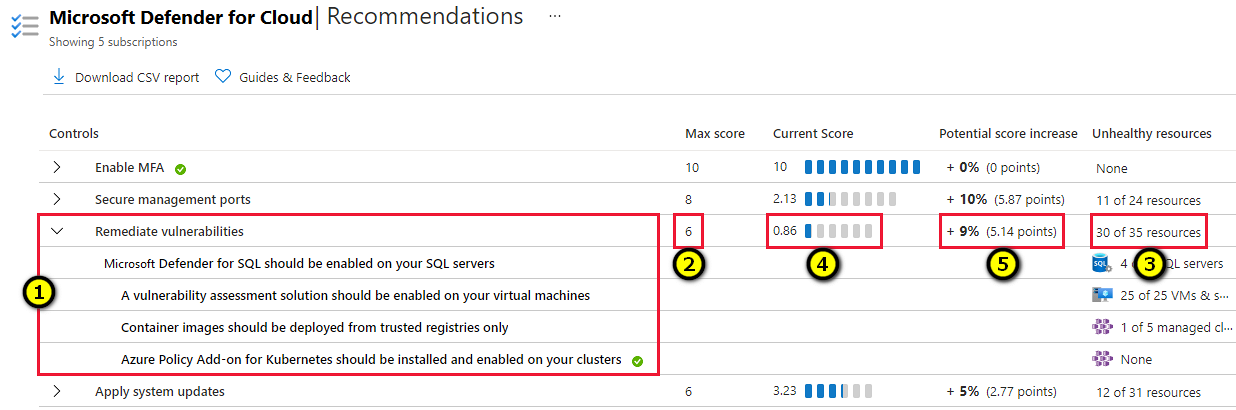 Microsoft Defender for Cloud | Recommendations ...
Showing 5 subscriptions
Download CSV report Guides & Feedback
Controls Max score Current Score Potential score increase Unhealthy resources
Enable MFA 10 10 + 0% (0 points) None
Secure management ports 8 2.13 + 10% (5.87 points) 11 of 24 resources
Remediate vulnerabilities 6 0.86 + 9% (5.14 points) 30 of 35 resources
2 4 5 3
Microsoft Defender for SQL should be enabled on your SQL servers SQL 4 servers
1
A vulnerability assessment solution should be enabled on your virtual machines 25 of 25 VMs & s...
Container images should be deployed from trusted registries only 1 of 5 managed cl...
Azure Policy Add-on for Kubernetes should be installed and enabled on your clusters None
Apply system updates 6 3.23 + 5% (2.77 points) 12 of 31 resources